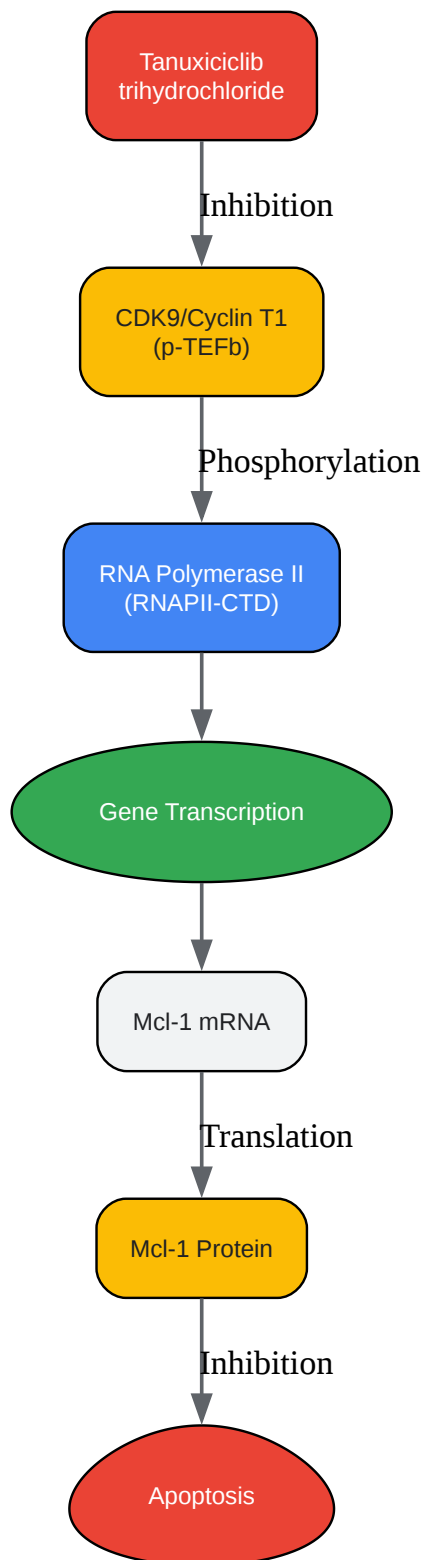 Tanuxiciclib
trihydrochloride
Inhibition
CDK9/Cyclin T1
(p-TEFb)
Phosphorylation
RNA Polymerase II
(RNAPII-CTD)
Gene Transcription
Mcl-1 mRNA
Translation
Mcl-1 Protein
Inhibition
Apoptosis